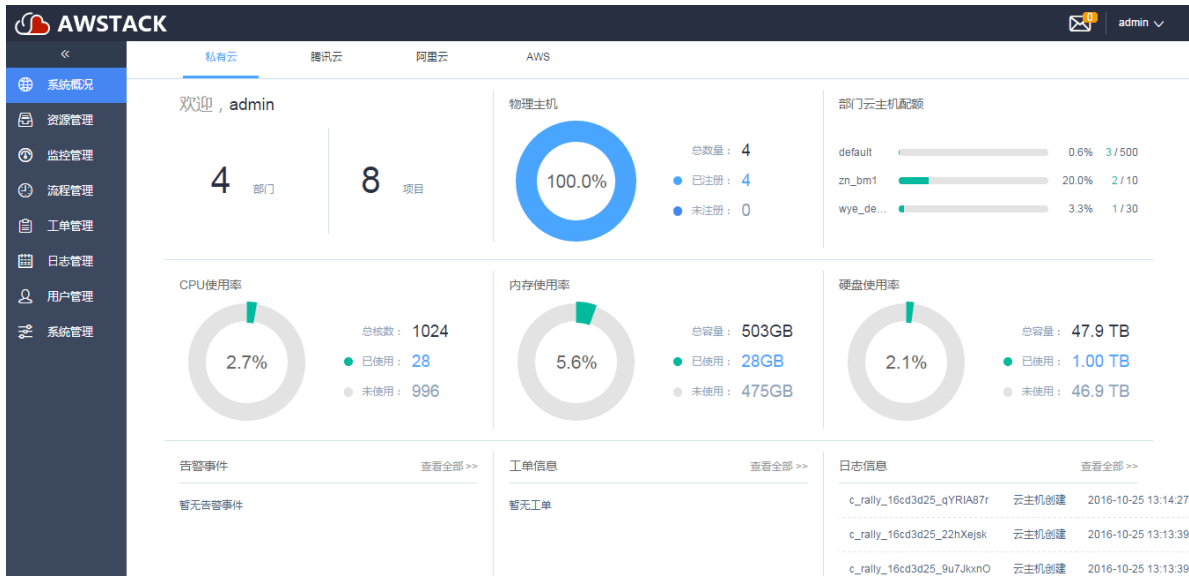 AWSTACK
0
admin
«
系统概况
资源管理
监控管理
流程管理
工单管理
日志管理
用户管理
系统管理
私有云 腾讯云 阿里云 AWS
欢迎，admin
4 部门
8 项目
物理主机
100.0%
总数量： 4
已注册： 4
未注册： 0
部门云主机配额
default 0.6% 3 / 500
zn_bm1 20.0% 2 / 10
wye_de... 3.3% 1 / 30
CPU使用率
2.7%
总核数： 1024
已使用： 28
未使用： 996
内存使用率
5.6%
总容量： 503GB
已使用： 28GB
未使用： 475GB
硬盘使用率
2.1%
总容量： 47.9 TB
已使用： 1.00 TB
未使用： 46.9 TB
告警事件 查看全部 >>
暂无告警事件
工单信息 查看全部 >>
暂无工单
日志信息 查看全部 >>
c_rally_16cd3d25_qYRIA87r 云主机创建 2016-10-25 13:14:27
c_rally_16cd3d25_22hXejsk 云主机创建 2016-10-25 13:13:39
c_rally_16cd3d25_9u7JkxnO 云主机创建 2016-10-25 13:13:39